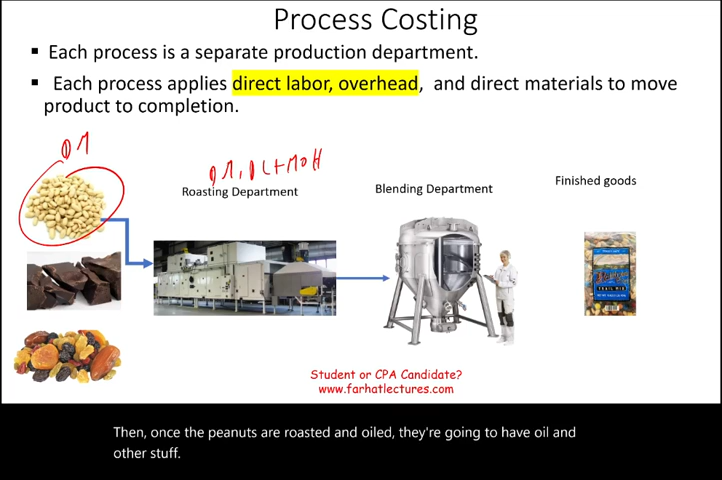 Process Costing
▪ Each process is a separate production department.
▪ Each process applies direct labor, overhead, and direct materials to move
product to completion.
DM
DM, DL+MOH
Roasting Department
Blending Department
Finished goods
TRAIL MIX
Student or CPA Candidate?
www.farhatlectures.com
Then, once the peanuts are roasted and oiled, they're going to have oil and
other stuff.